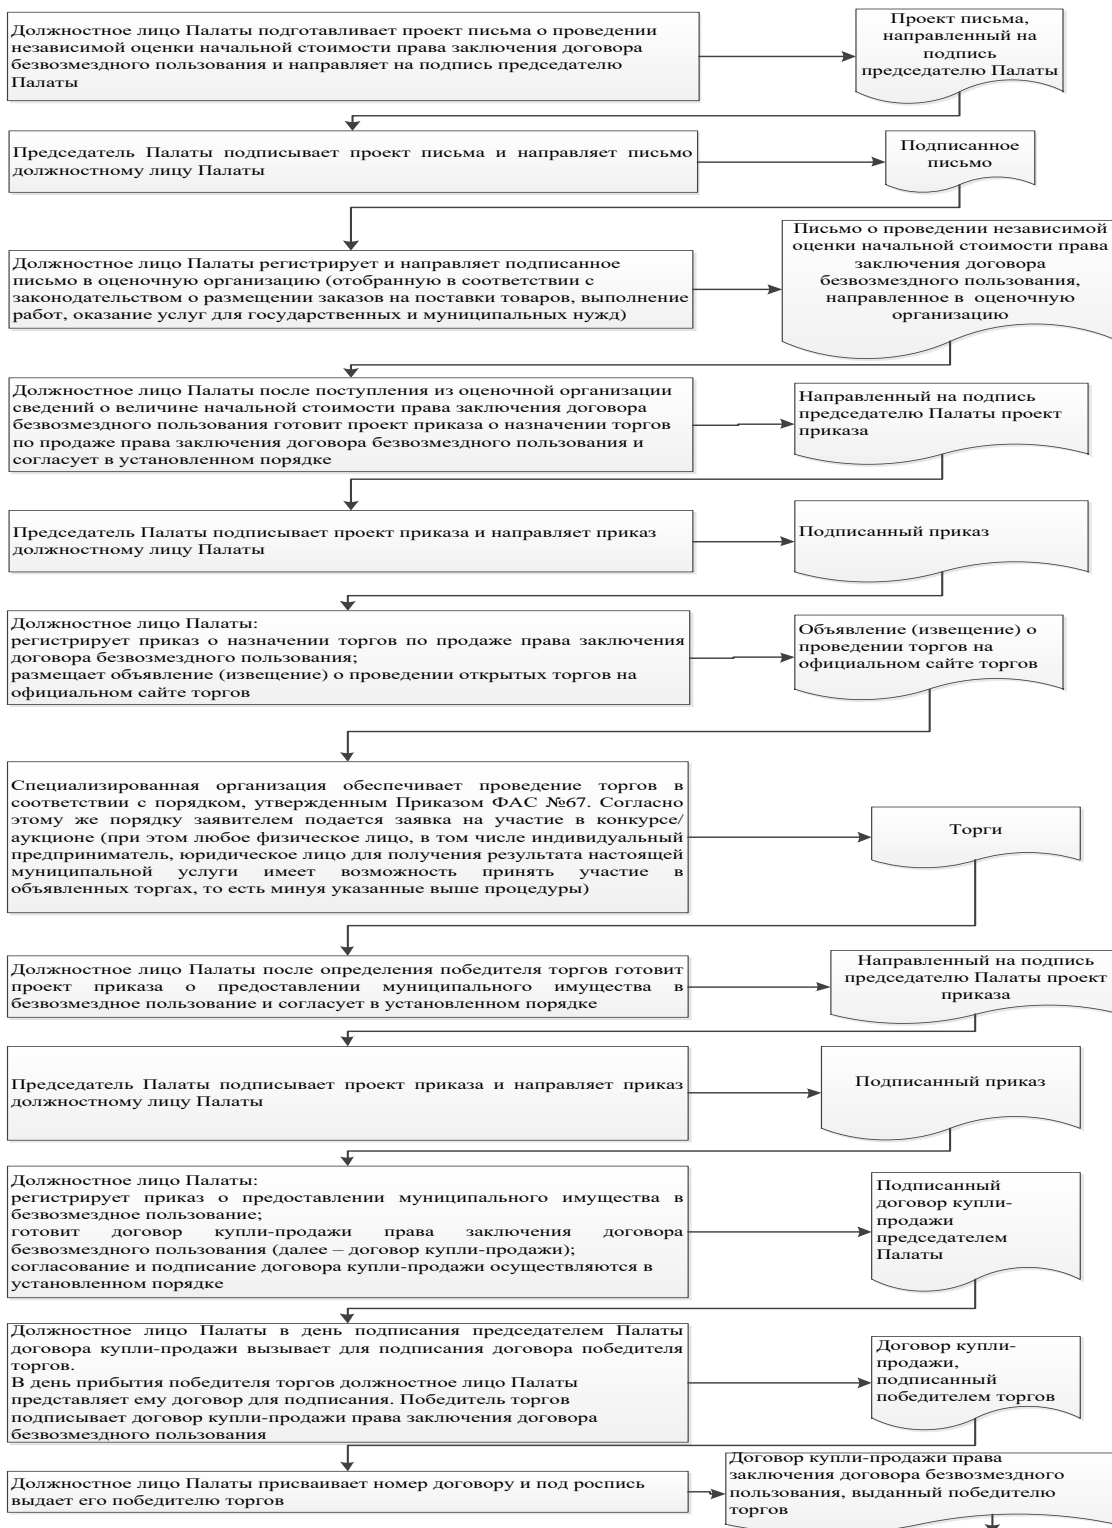 Должностное лицо Палаты подготавливает проект письма о проведении
независимой оценки начальной стоимости права заключения договора
безвозмездного пользования и направляет на подпись председателю
Палаты
Проект письма,
направленный на
подпись
председателю Палаты
Председатель Палаты подписывает проект письма и направляет письмо
должностному лицу Палаты
Подписанное
письмо
Должностное лицо Палаты регистрирует и направляет подписанное
письмо в оценочную организацию (отобранную в соответствии с
законодательством о размещении заказов на поставки товаров, выполнение
работ, оказание услуг для государственных и муниципальных нужд)
Письмо о проведении независимой
оценки начальной стоимости права
заключения договора
безвозмездного пользования,
направленное в оценочную
организацию
Должностное лицо Палаты после поступления из оценочной организации
сведений о величине начальной стоимости права заключения договора
безвозмездного пользования готовит проект приказа о назначении торгов
по продаже права заключения договора безвозмездного пользования и
согласует в установленном порядке
Направленный на подпись
председателю Палаты проект
приказа
Председатель Палаты подписывает проект приказа и направляет приказ
должностному лицу Палаты
Подписанный приказ
Должностное лицо Палаты:
регистрирует приказ о назначении торгов по продаже права заключения
договора безвозмездного пользования;
размещает объявление (извещение) о проведении открытых торгов на
официальном сайте торгов
Объявление (извещение) о
проведении торгов на
официальном сайте торгов
Специализированная организация обеспечивает проведение торгов в
соответствии с порядком, утвержденным Приказом ФАС №67. Согласно
этому же порядку заявителем подается заявка на участие в конкурсе/
аукционе (при этом любое физическое лицо, в том числе индивидуальный
предприниматель, юридическое лицо для получения результата настоящей
муниципальной услуги имеет возможность принять участие в
объявленных торгах, то есть минуя указанные выше процедуры)
Торги
Должностное лицо Палаты после определения победителя торгов готовит
проект приказа о предоставлении муниципального имущества в
безвозмездное пользование и согласует в установленном порядке
Направленный на подпись
председателю Палаты проект
приказа
Председатель Палаты подписывает проект приказа и направляет приказ
должностному лицу Палаты
Подписанный приказ
Должностное лицо Палаты:
регистрирует приказ о предоставлении муниципального имущества в
безвозмездное пользование;
готовит договор купли-продажи права заключения договора
безвозмездного пользования (далее – договор купли-продажи);
согласование и подписание договора купли-продажи осуществляются в
установленном порядке
Подписанный
договор купли-
продажи
председателем
Палаты
Должностное лицо Палаты в день подписания председателем Палаты
договора купли-продажи вызывает для подписания договора победителя
торгов.
В день прибытия победителя торгов должностное лицо Палаты
представляет ему договор для подписания. Победитель торгов
подписывает договор купли-продажи права заключения договора
безвозмездного пользования
Договор купли-
продажи,
подписанный
победителем торгов
Должностное лицо Палаты присваивает номер договору и под роспись
выдает его победителю торгов
Договор купли-продажи права
заключения договора безвозмездного
пользования, выданный победителю
торгов